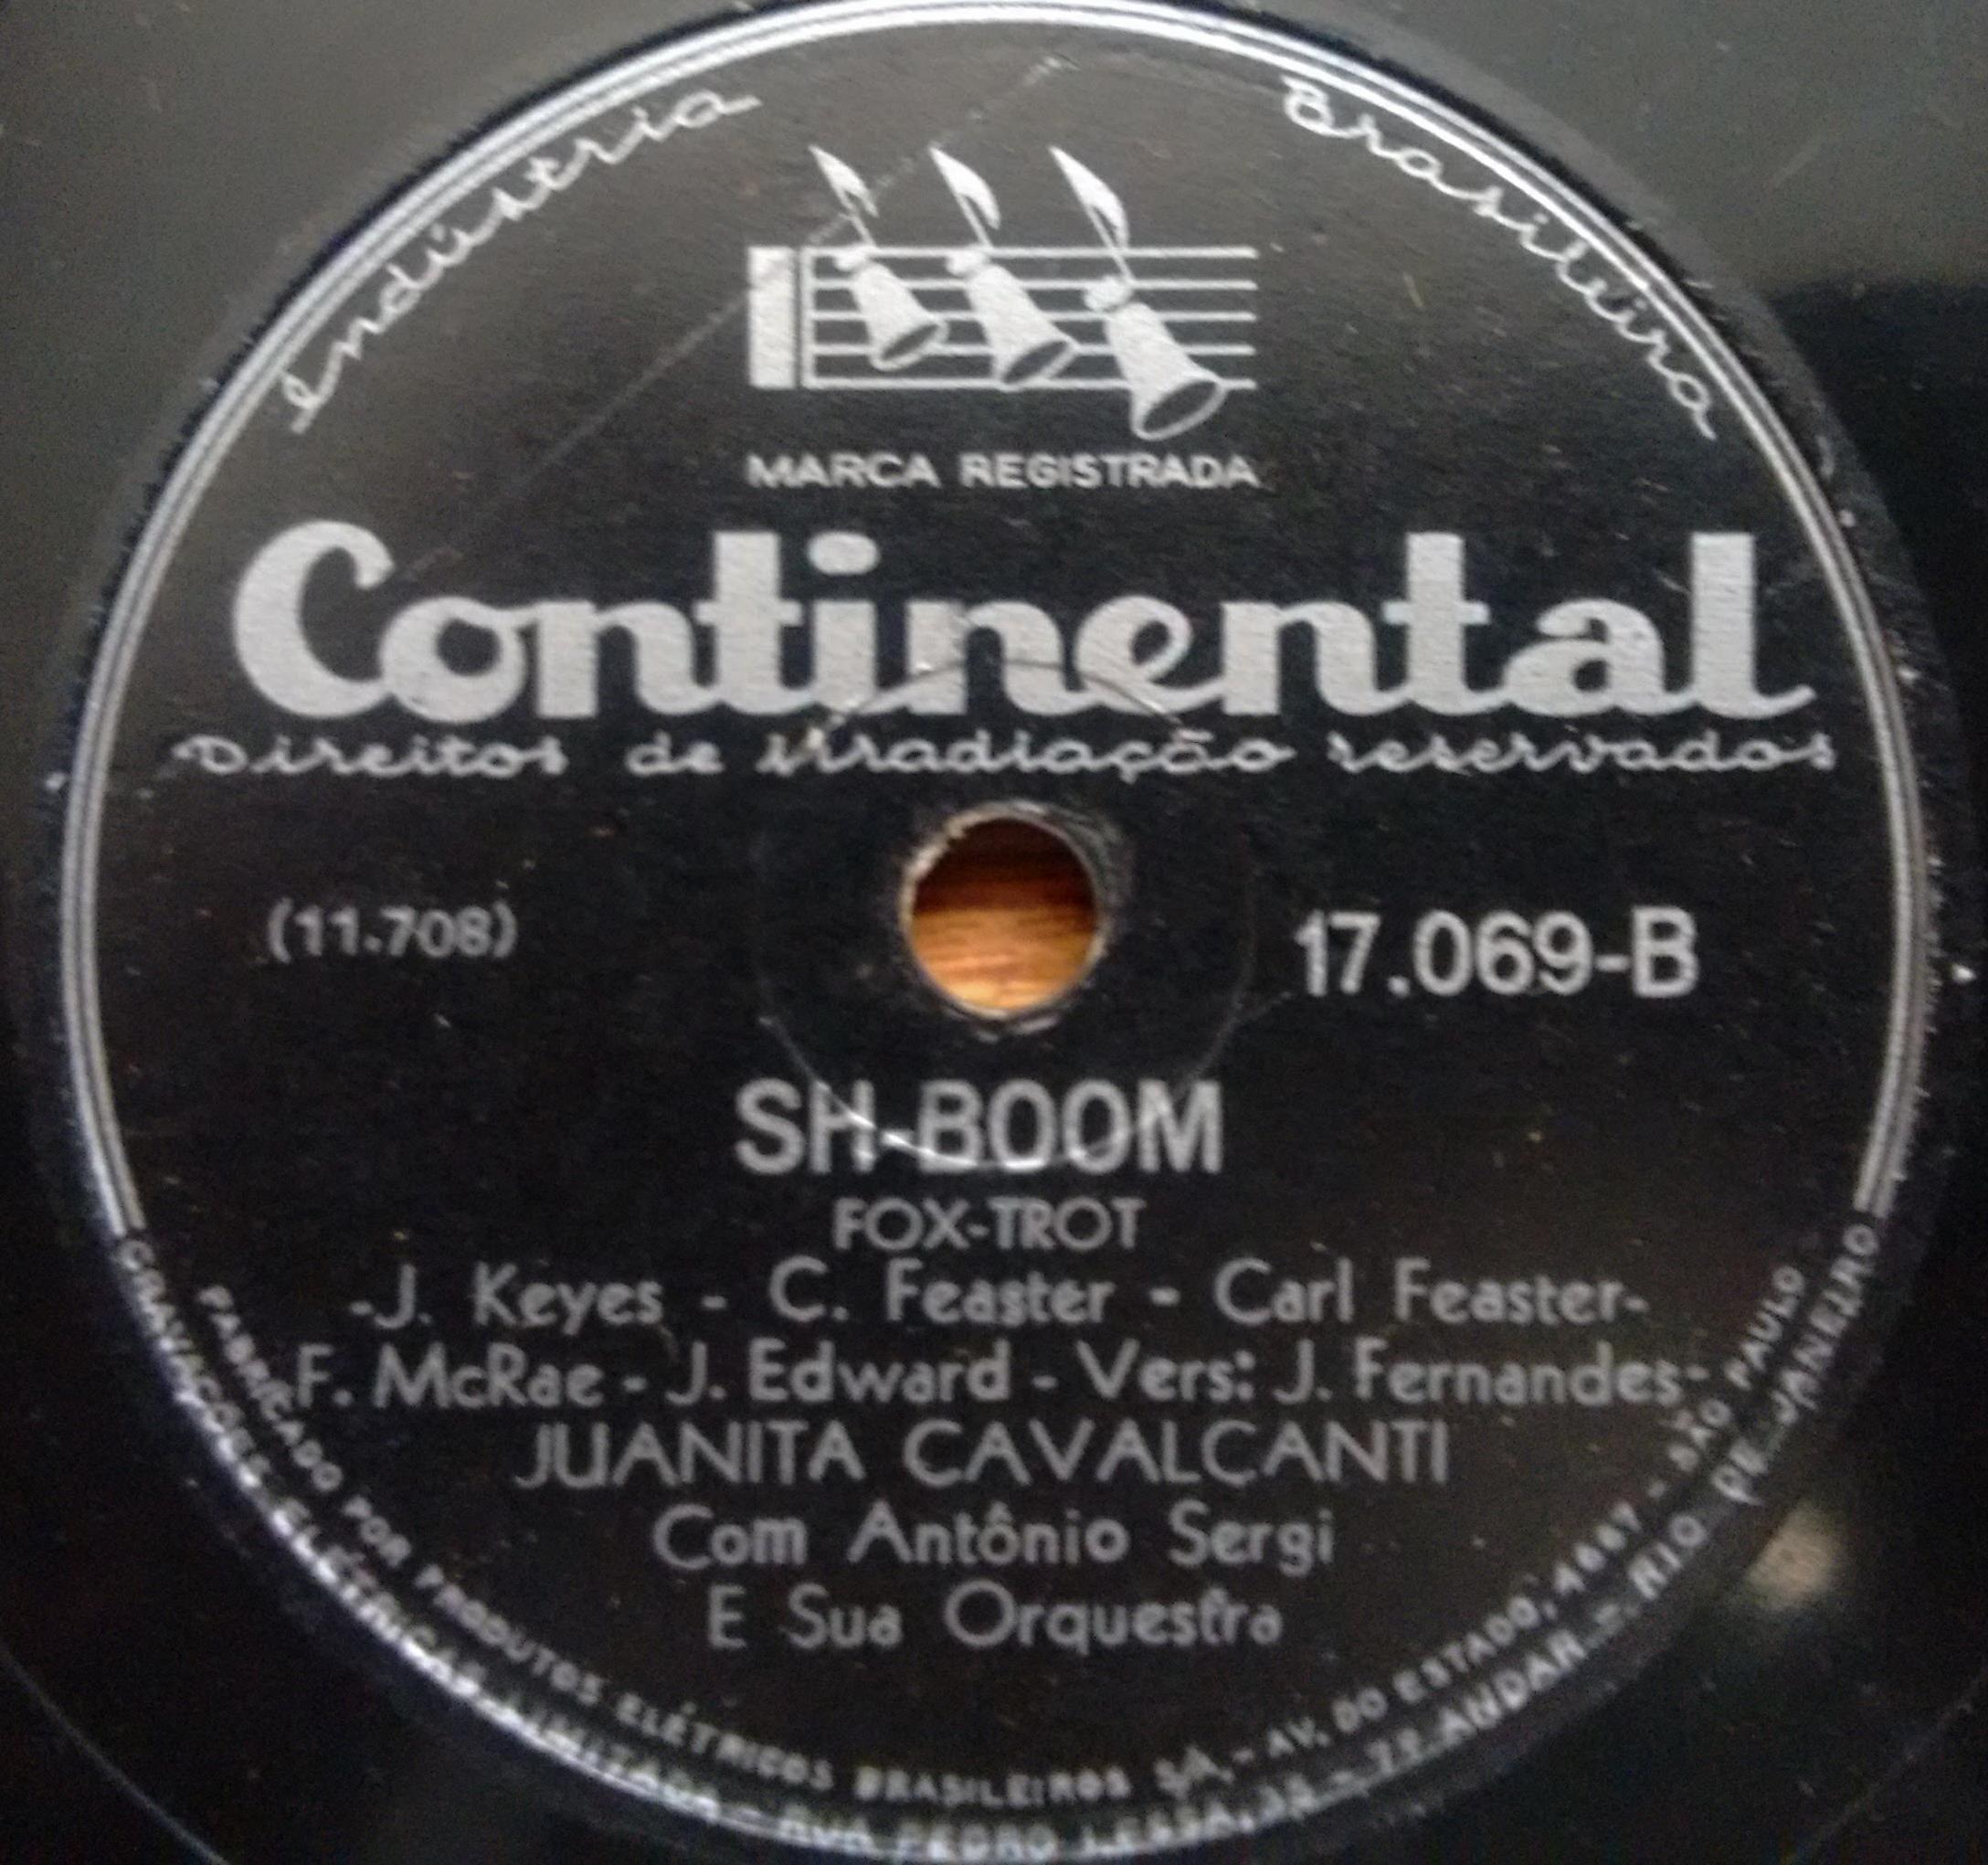 Indústria Brasileira
MARCA REGISTRADA
Continental
Direitos de irradiação reservados
(11.708)
17.069-B
SH-BOOM
FOX-TROT
-J. Keyes - C. Feaster - Carl Feaster-
F. McRae - J. Edward - Vers: J. Fernandes-
JUANITA CAVALCANTI
Com Antônio Sergi
E Sua Orquestra
FABRICADO POR PRODUTOS ELÉTRICOS BRASILEIROS SA. - AV. DO ESTADO, 4667 - SÃO PAULO
GRAVAÇÕES ELÉTRICAS LIMITADA - RUA PEDRO LESSA, 35 - 7º ANDAR - RIO DE JANEIRO